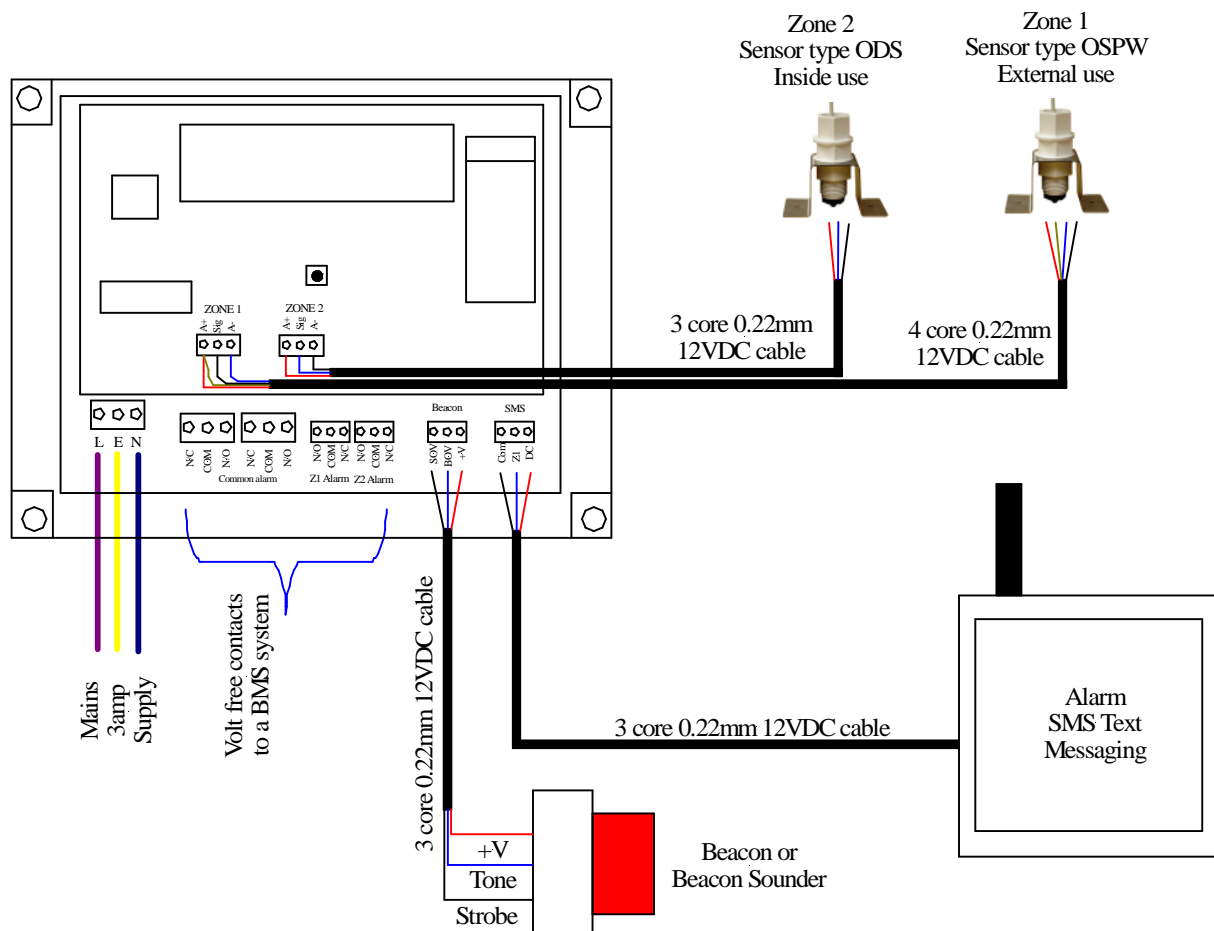 Zone 2
Sensor type ODS
Inside use
Zone 1
Sensor type OSPW
External use
3 core 0.22mm
12VDC cable
4 core 0.22mm
12VDC cable
ZONE 1
A+
Sig
A-
ZONE 2
A+
Sig
A-
L E N
N/C
COM
N/O
N/C
COM
N/O
Common alarm
N/O
COM
N/C
Z1 Alarm
N/O
COM
N/C
Z2 Alarm
Beacon
SOV
BOV
+V
SMS
Com
Z1
DC
Mains
3amp
Supply
Volt free contacts
to a BMS system
3 core 0.22mm 12VDC cable
3 core 0.22mm 12VDC cable
Alarm
SMS Text
Messaging
+V
Tone
Strobe
Beacon or
Beacon Sounder